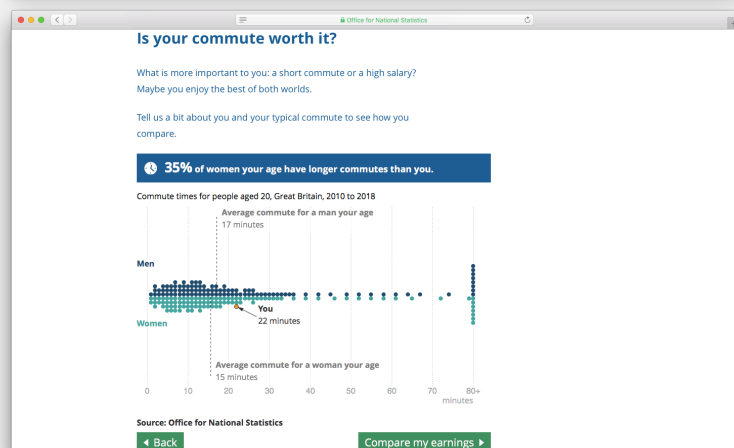 Office for National Statistics
Is your commute worth it?
What is more important to you: a short commute or a high salary?
Maybe you enjoy the best of both worlds.
Tell us a bit about you and your typical commute to see how you
compare.
35% of women your age have longer commutes than you.
Commute times for people aged 20, Great Britain, 2010 to 2018
Average commute for a man your age
17 minutes
Men
You
22 minutes
Women
Average commute for a woman your age
15 minutes
0 10 20 30 40 50 60 70 80+
minutes
Source: Office for National Statistics
Back
Compare my earnings